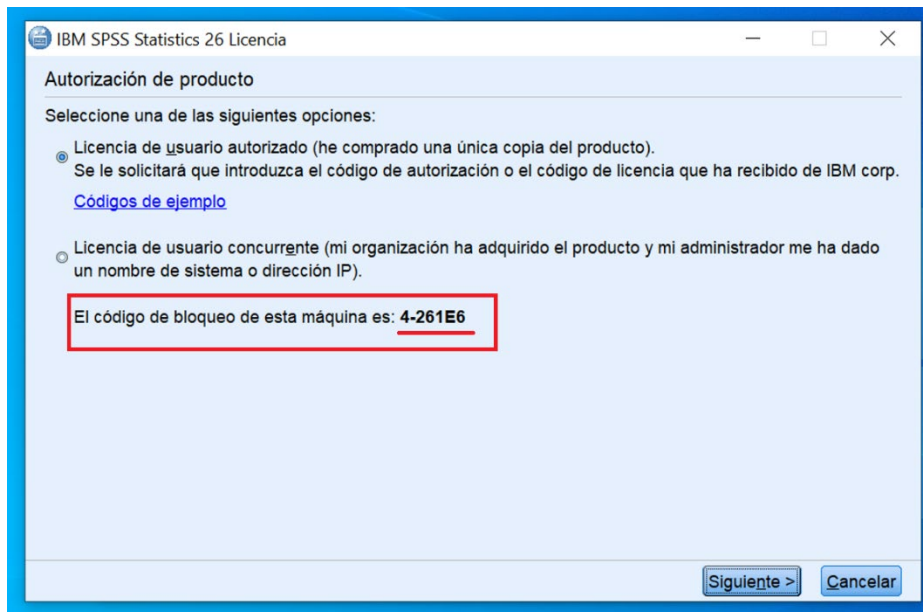 IBM SPSS Statistics 26 Licencia
Autorización de producto
Seleccione una de las siguientes opciones:
Licencia de usuario autorizado (he comprado una única copia del producto).
Se le solicitará que introduzca el código de autorización o el código de licencia que ha recibido de IBM corp.
Códigos de ejemplo
Licencia de usuario concurrente (mi organización ha adquirido el producto y mi administrador me ha dado
un nombre de sistema o dirección IP).
El código de bloqueo de esta máquina es: 4-261E6
Siguiente >
Cancelar